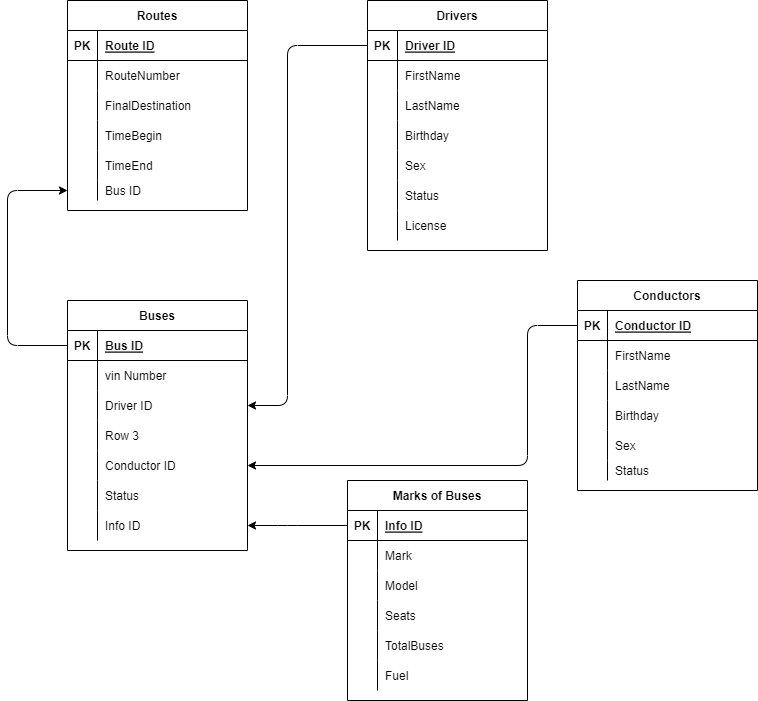 Routes
PK Route ID
RouteNumber
FinalDestination
TimeBegin
TimeEnd
Bus ID
Drivers
PK Driver ID
FirstName
LastName
Birthday
Sex
Status
License
Buses
PK Bus ID
vin Number
Driver ID
Row 3
Conductor ID
Status
Info ID
Conductors
PK Conductor ID
FirstName
LastName
Birthday
Sex
Status
Marks of Buses
PK Info ID
Mark
Model
Seats
TotalBuses
Fuel